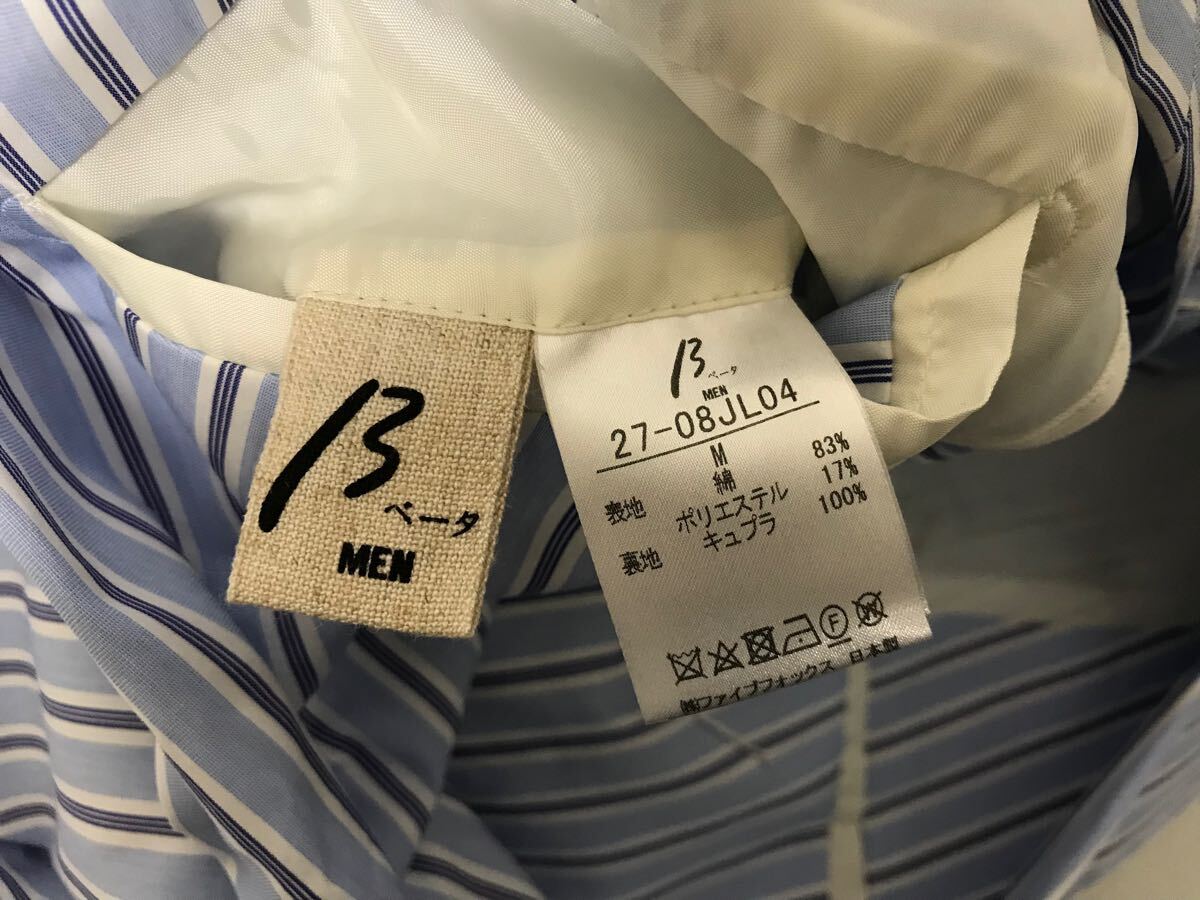 β
ベータ
MEN
β
ベータ
MEN
27-08JL04
M
表地 綿 83%
ポリエステル 17%
裏地 キュプラ 100%
F W
㈱ファイブフォックス 日本製